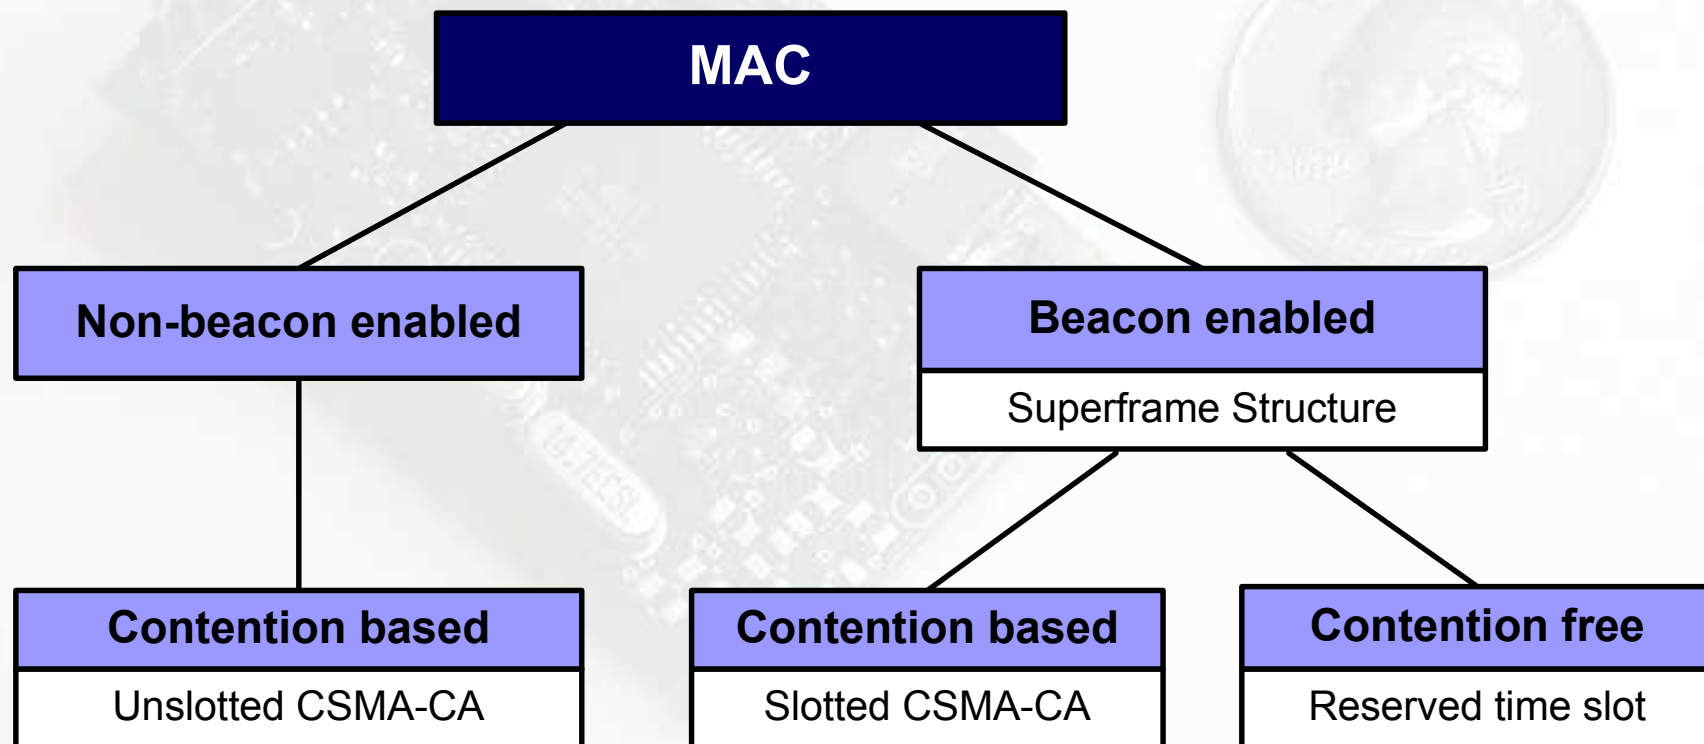 MAC
Non-beacon enabled
Beacon enabled
Superframe Structure
Contention based
Contention based
Contention free
Unslotted CSMA-CA
Slotted CSMA-CA
Reserved time slot